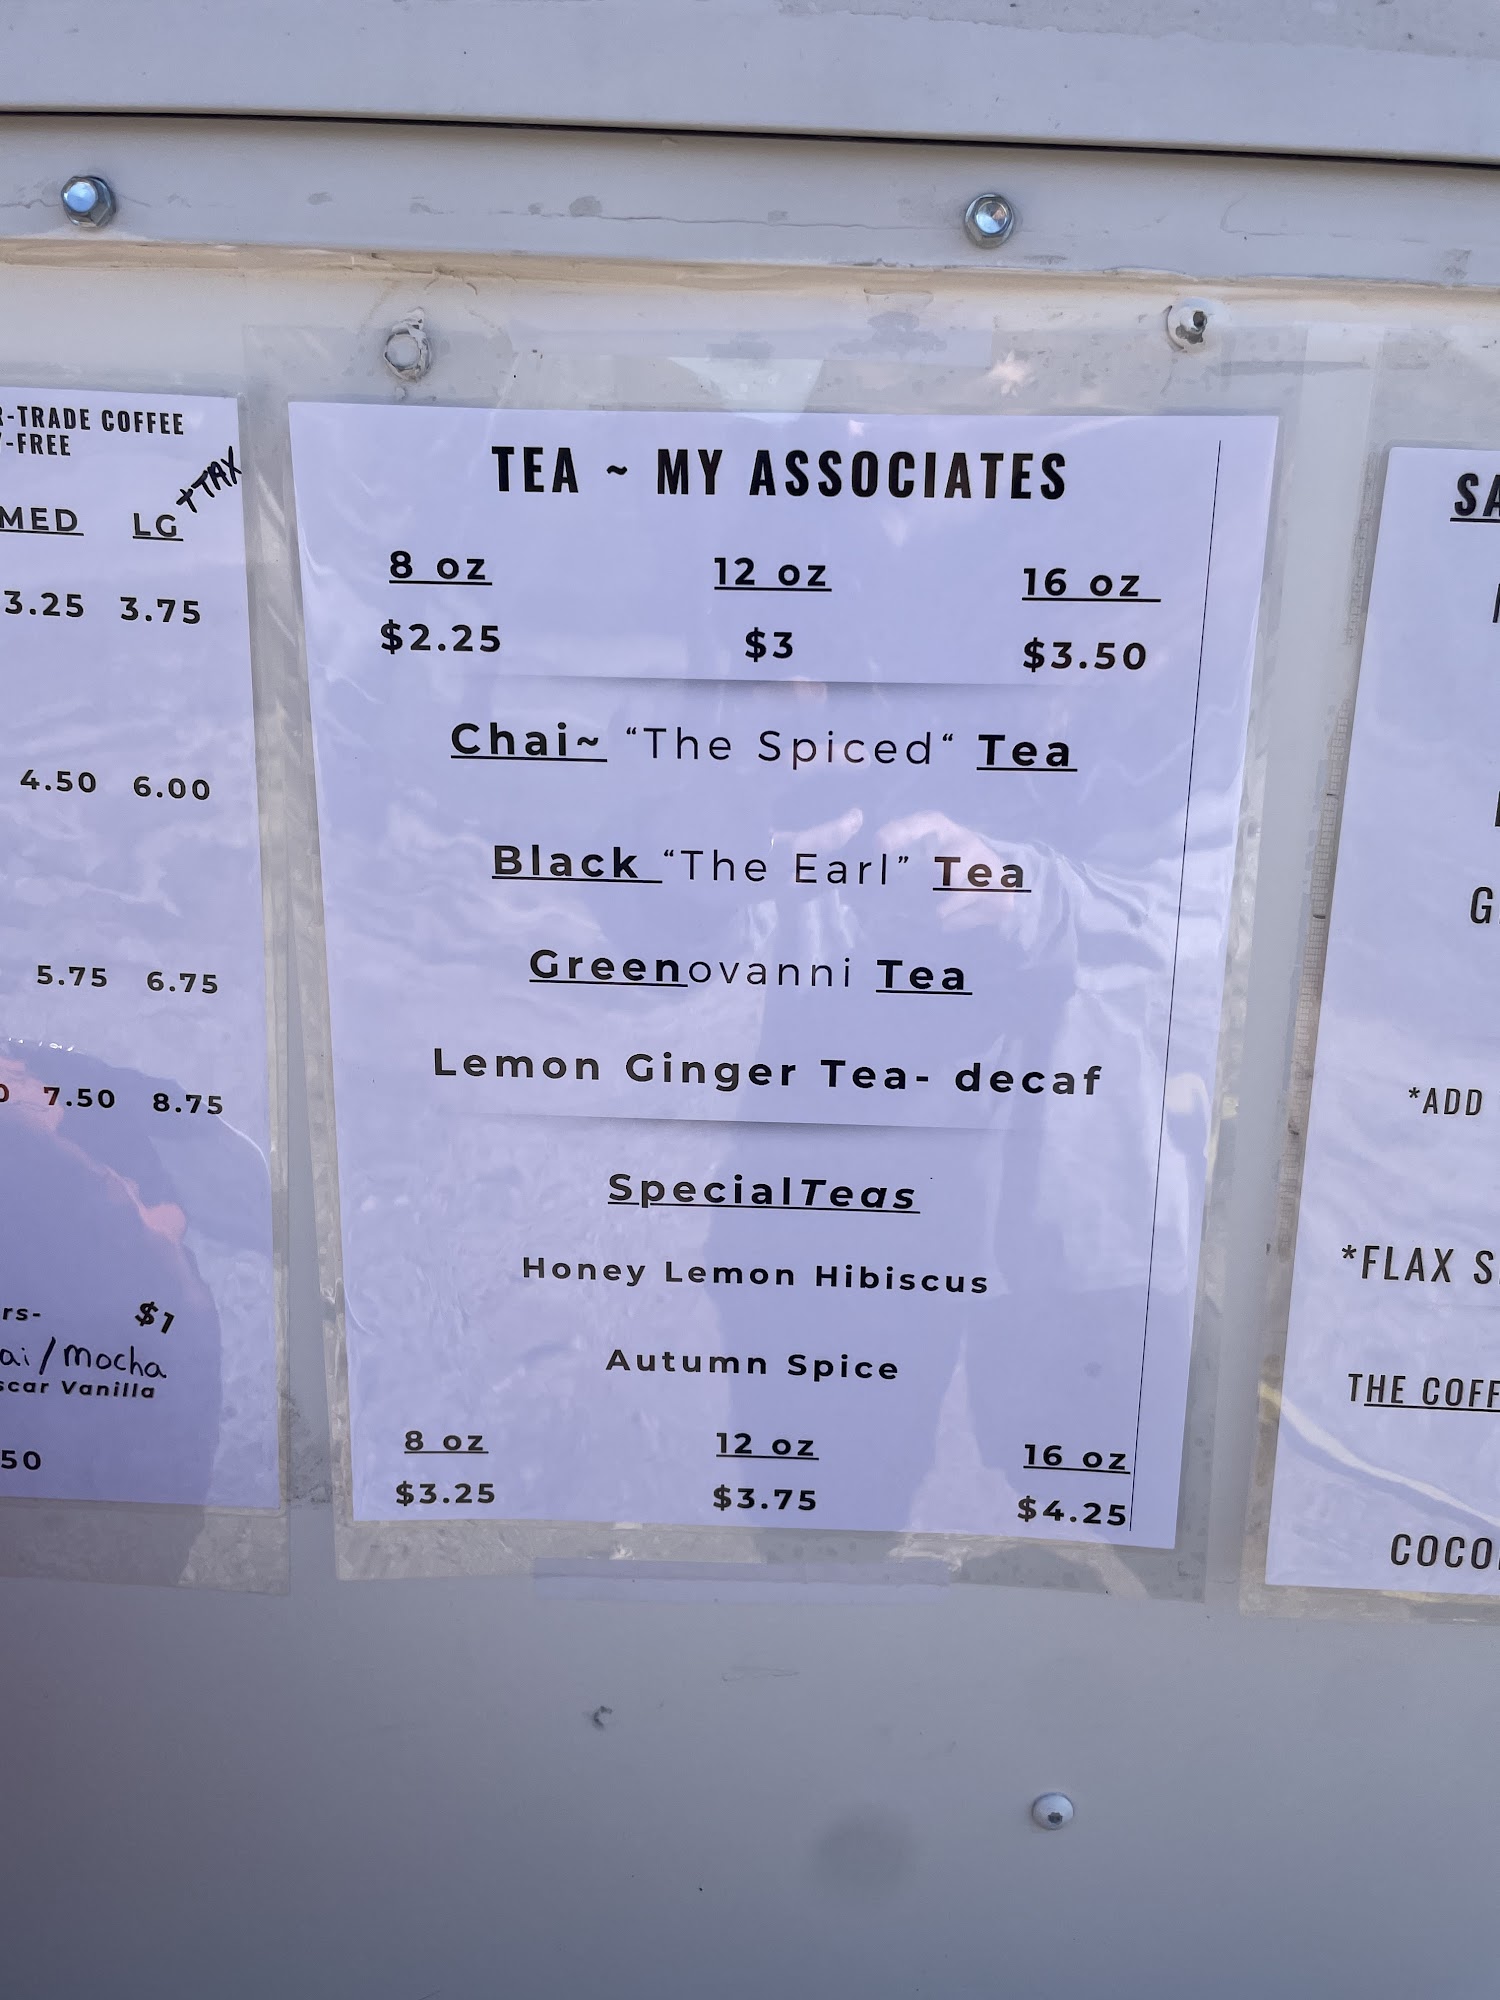 -TRADE COFFEE
-FREE
+TAX
MED LG
3.25 3.75
4.50 6.00
5.75 6.75
7.50 8.75
$1
/mocha
Vanilla
50
TEA ~ MY ASSOCIATES
8 oz 12 oz 16 oz
$2.25 $3 $3.50
Chai~ “The Spiced“ Tea
Black “The Earl” Tea
Greenovanni Tea
Lemon Ginger Tea- decaf
SpecialTeas
Honey Lemon Hibiscus
Autumn Spice
8 oz 12 oz 16 oz
$3.25 $3.75 $4.25
SA
G
*ADD
*FLAX S
THE COFF
COCO